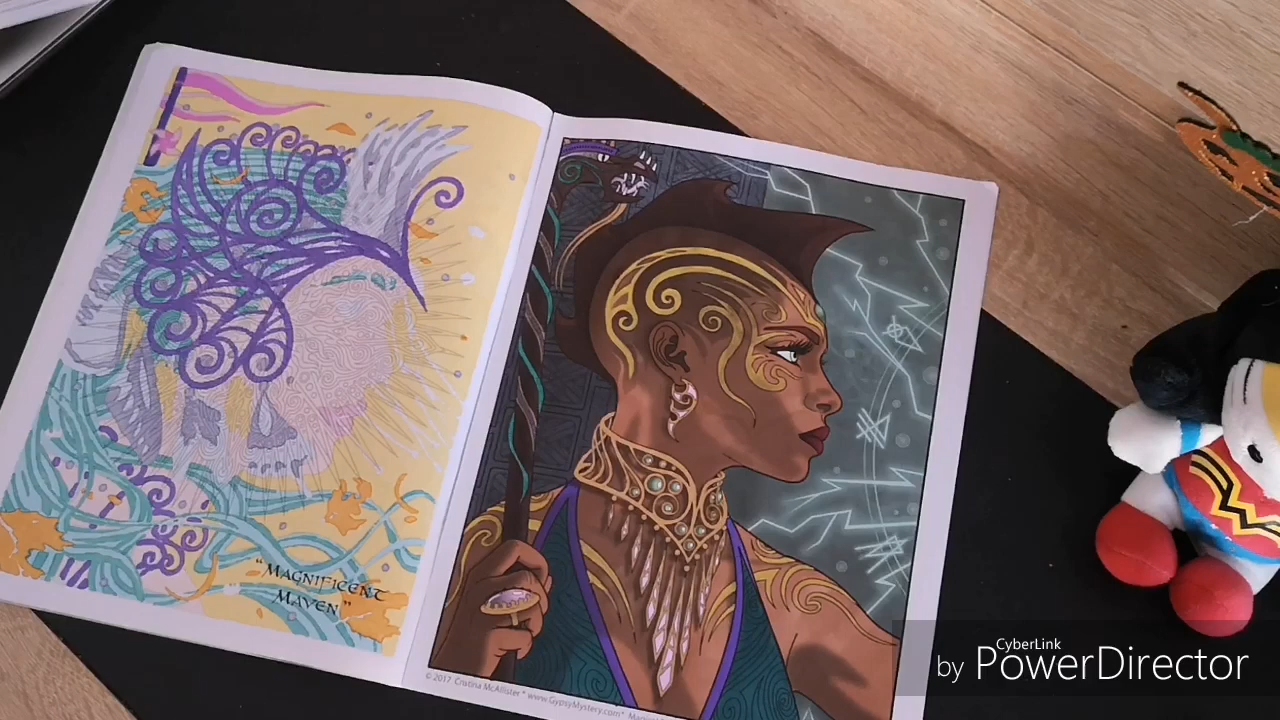 “MAGNIFICENT
MAVEN”
© 2017 Cristina McAllister * www.GypsyMystery.com*
CyberLink
by PowerDirector